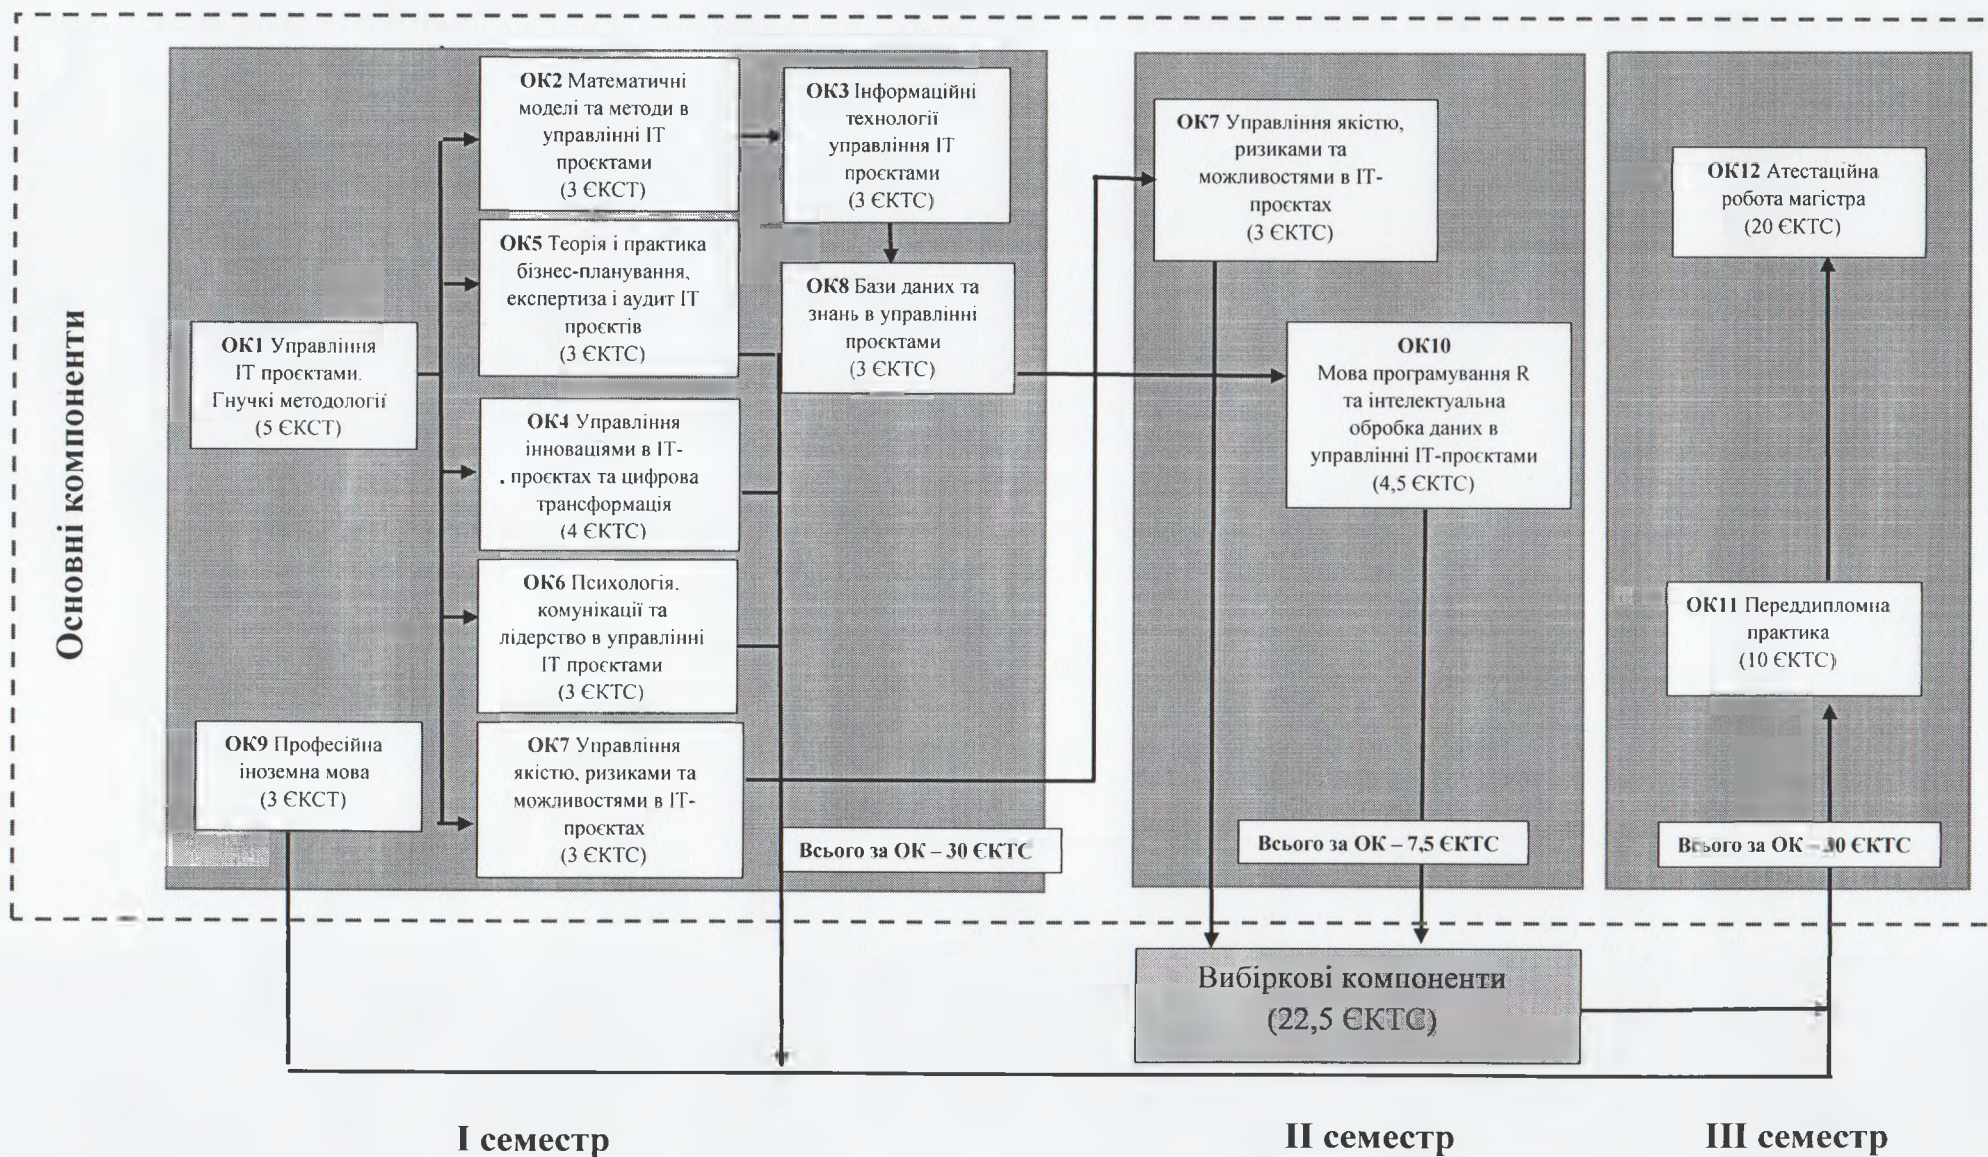 Основні компоненти
ОК1 Управління
ІТ проєктами.
Гнучкі методології
(5 ЄКСТ)
ОК9 Професійна
іноземна мова
(3 ЄКСТ)
ОК2 Математичні
моделі та методи в
управлінні ІТ
проєктами
(3 ЄКСТ)
ОК5 Теорія і практика
бізнес-планування,
експертиза і аудит ІТ
проєктів
(3 ЄКТС)
ОК4 Управління
інноваціями в ІТ-
проєктах та цифрова
трансформація
(4 ЄКТС)
ОК6 Психологія.
комунікації та
лідерство в управлінні
ІТ проєктами
(3 ЄКТС)
ОК7 Управління
якістю, ризиками та
можливостями в ІТ-
проєктах
(3 ЄКТС)
ОК3 Інформаційні
технології
управління ІТ
проєктами
(3 ЄКТС)
ОК8 Бази даних та
знань в управлінні
проєктами
(3 ЄКТС)
Всього за ОК – 30 ЄКТС
ОК7 Управління якістю,
ризиками та
можливостями в ІТ-
проєктах
(3 ЄКТС)
ОК10
Мова програмування R
та інтелектуальна
обробка даних в
управлінні ІТ-проєктами
(4,5 ЄКТС)
Всього за ОК – 7,5 ЄКТС
Вибіркові компоненти
(22,5 ЄКТС)
ОК12 Атестаційна
робота магістра
(20 ЄКТС)
ОК11 Переддипломна
практика
(10 ЄКТС)
Всього за ОК – 30 ЄКТС
І семестр
ІІ семестр
ІІІ семестр